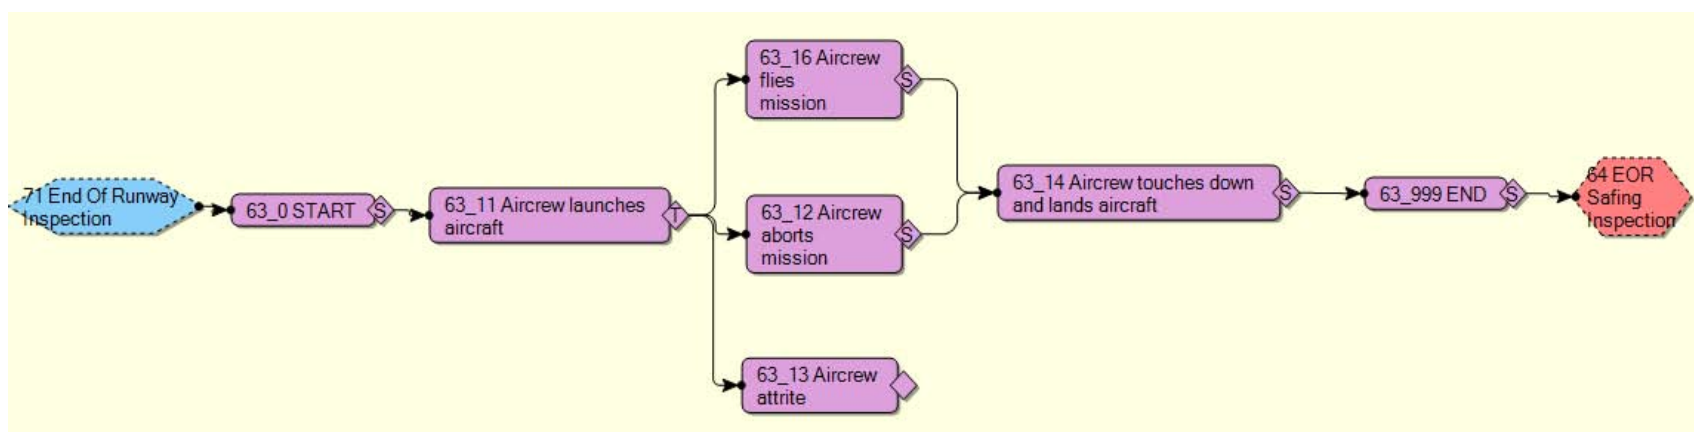 71 End Of Runway
Inspection
63_0 START
S
63_11 Aircrew launches
aircraft
T
63_16 Aircrew
flies
mission
S
63_12 Aircrew
aborts
mission
S
63_13 Aircrew
attrite
63_14 Aircrew touches down
and lands aircraft
S
63_999 END
S
64 EOR
Safing
Inspection